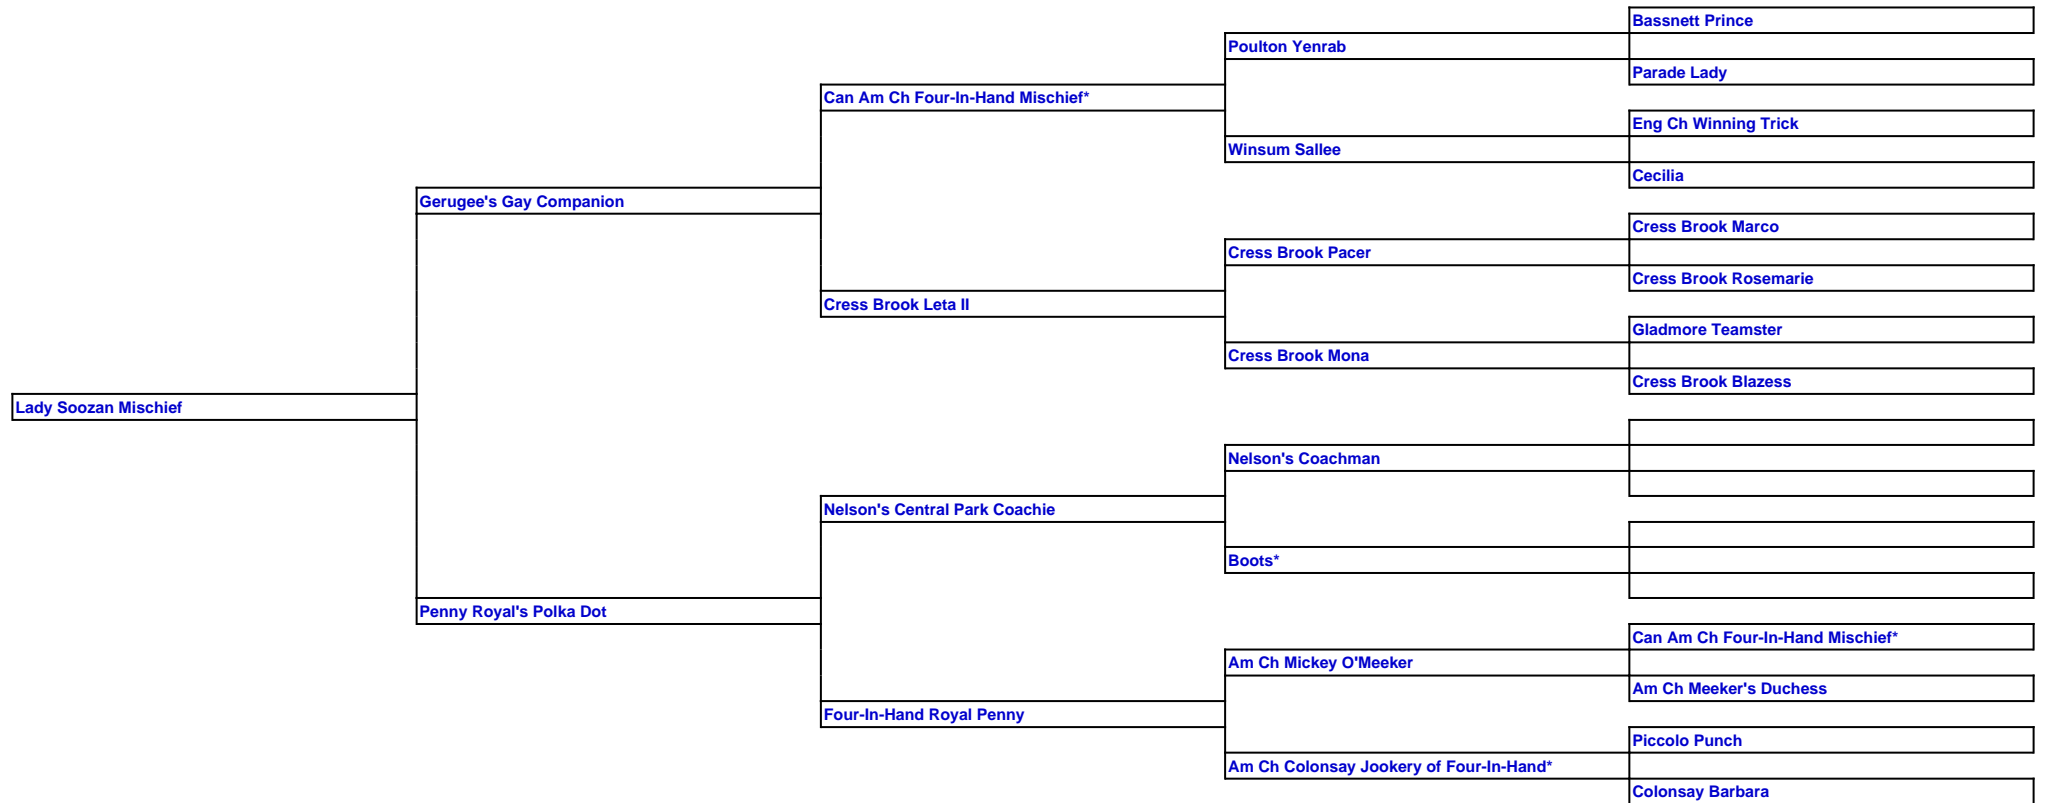 Bassnett Prince
Poulton Yenrab
Parade Lady
Can Am Ch Four-In-Hand Mischief*
Eng Ch Winning Trick
Winsum Sallee
Cecilia
Gerugee's Gay Companion
Cress Brook Marco
Cress Brook Pacer
Cress Brook Rosemarie
Cress Brook Leta II
Gladmore Teamster
Cress Brook Mona
Cress Brook Blazess
Lady Soozan Mischief
Nelson's Coachman
Nelson's Central Park Coachie
Boots*
Penny Royal's Polka Dot
Can Am Ch Four-In-Hand Mischief*
Am Ch Mickey O'Meeker
Am Ch Meeker's Duchess
Four-In-Hand Royal Penny
Piccolo Punch
Am Ch Colonsay Jookery of Four-In-Hand*
Colonsay Barbara